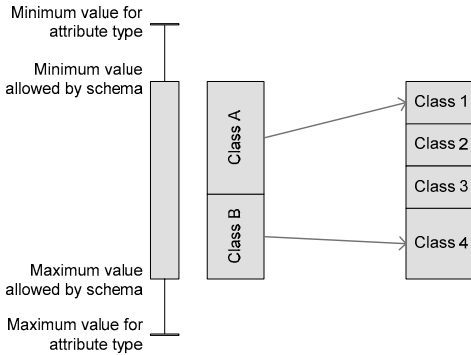 Minimum value for
attribute type
Minimum value
allowed by schema
Maximum value
allowed by schema
Maximum value for
attribute type
Class A
Class B
Class 1
Class 2
Class 3
Class 4